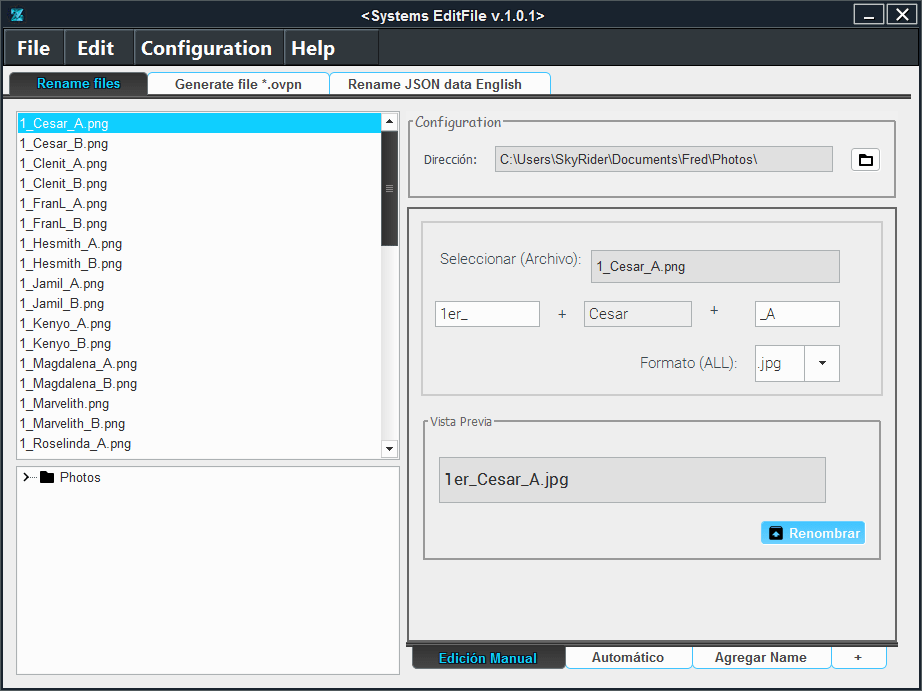 <Systems EditFile v.1.0.1>
File Edit Configuration Help
Rename files Generate file *.ovpn Rename JSON data English
1_Cesar_A.png
1_Cesar_B.png
1_Clenit_A.png
1_Clenit_B.png
1_FranL_A.png
1_FranL_B.png
1_Hesmith_A.png
1_Hesmith_B.png
1_Jamil_A.png
1_Jamil_B.png
1_Kenyo_A.png
1_Kenyo_B.png
1_Magdalena_A.png
1_Magdalena_B.png
1_Marvelith.png
1_Marvelith_B.png
1_Roselinda_A.png
Photos
Configuration
Dirección: C:\Users\SkyRider\Documents\Fred\Photos\
Seleccionar (Archivo): 1_Cesar_A.png
1er_ + Cesar + _A
Formato (ALL): .jpg
Vista Previa
1er_Cesar_A.jpg
Renombrar
Edición Manual Automático Agregar Name +